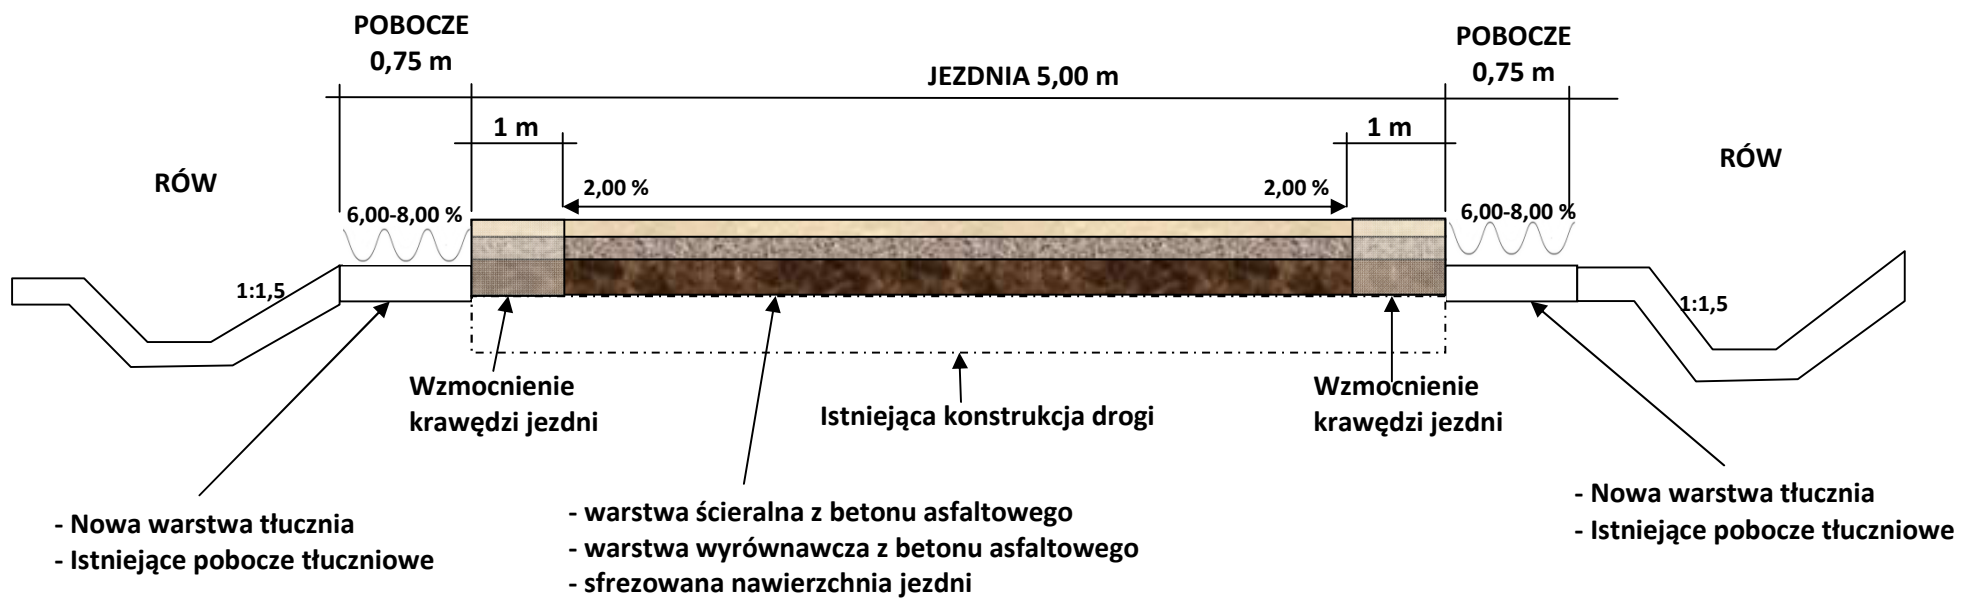 POBOCZE
0,75 m
JEZDNIA 5,00 m
POBOCZE
0,75 m
1 m
1 m
RÓW
RÓW
2,00 %
2,00 %
6,00-8,00 %
6,00-8,00 %
1:1,5
1:1,5
Wzmocnienie
krawędzi jezdni
Istniejąca konstrukcja drogi
Wzmocnienie
krawędzi jezdni
- Nowa warstwa tłucznia
- Istniejące pobocze tłuczniowe
- warstwa ścieralna z betonu asfaltowego
- warstwa wyrównawcza z betonu asfaltowego
- sfrezowana nawierzchnia jezdni
- Nowa warstwa tłucznia
- Istniejące pobocze tłuczniowe